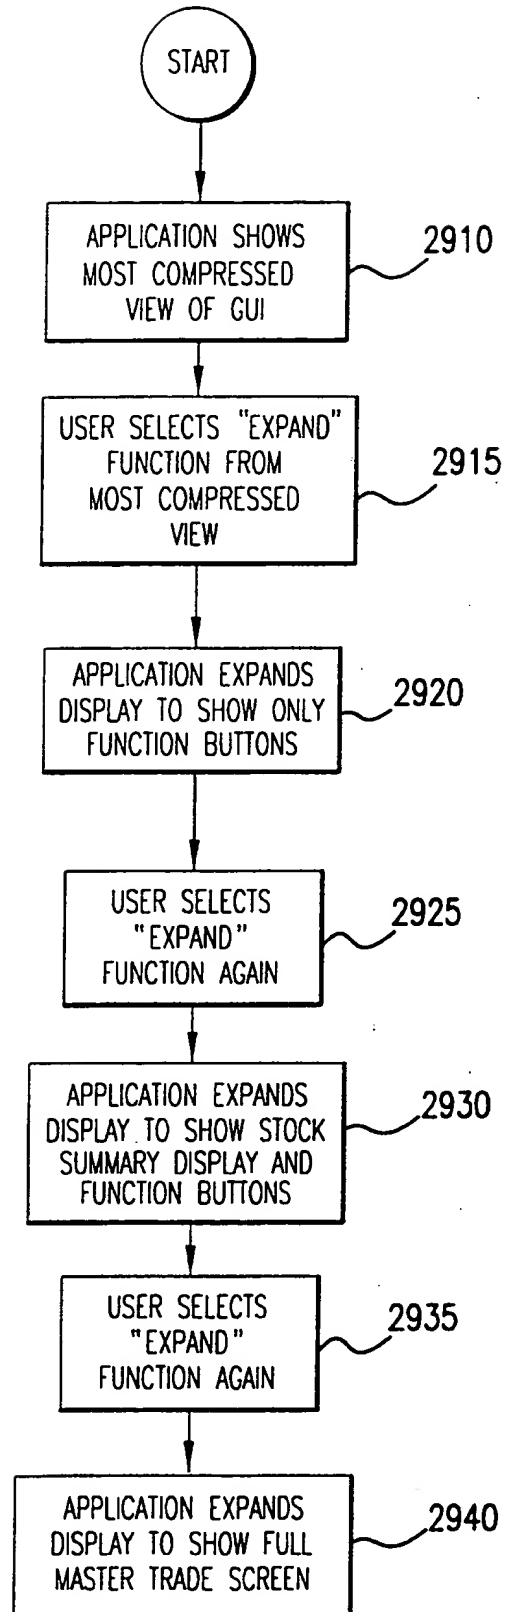 START
APPLICATION SHOWS
MOST COMPRESSED
VIEW OF GUI
2910
USER SELECTS "EXPAND"
FUNCTION FROM
MOST COMPRESSED
VIEW
2915
APPLICATION EXPANDS
DISPLAY TO SHOW ONLY
FUNCTION BUTTONS
2920
USER SELECTS
"EXPAND"
FUNCTION AGAIN
2925
APPLICATION EXPANDS
DISPLAY TO SHOW STOCK
SUMMARY DISPLAY AND
FUNCTION BUTTONS
2930
USER SELECTS
"EXPAND"
FUNCTION AGAIN
2935
APPLICATION EXPANDS
DISPLAY TO SHOW FULL
MASTER TRADE SCREEN
2940